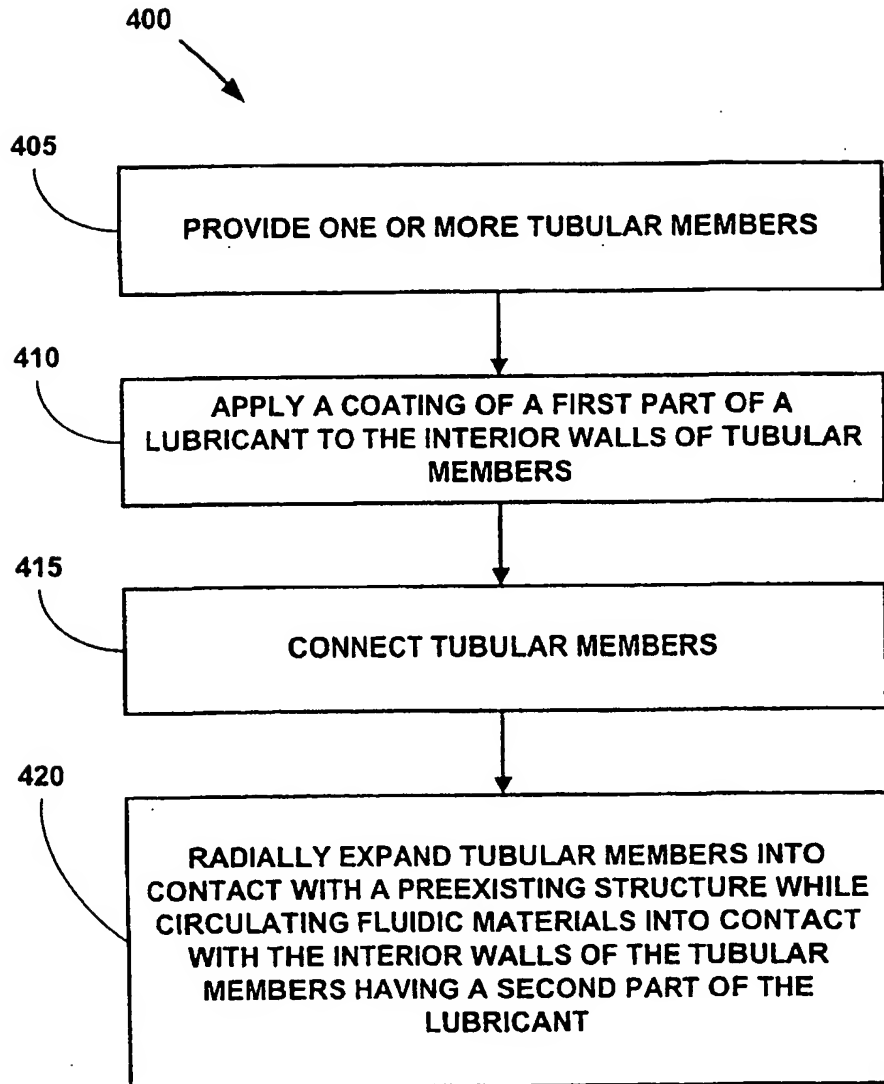 400
405
PROVIDE ONE OR MORE TUBULAR MEMBERS
410
APPLY A COATING OF A FIRST PART OF A
LUBRICANT TO THE INTERIOR WALLS OF TUBULAR
MEMBERS
415
CONNECT TUBULAR MEMBERS
420
RADIALLY EXPAND TUBULAR MEMBERS INTO
CONTACT WITH A PREEXISTING STRUCTURE WHILE
CIRCULATING FLUIDIC MATERIALS INTO CONTACT
WITH THE INTERIOR WALLS OF THE TUBULAR
MEMBERS HAVING A SECOND PART OF THE
LUBRICANT